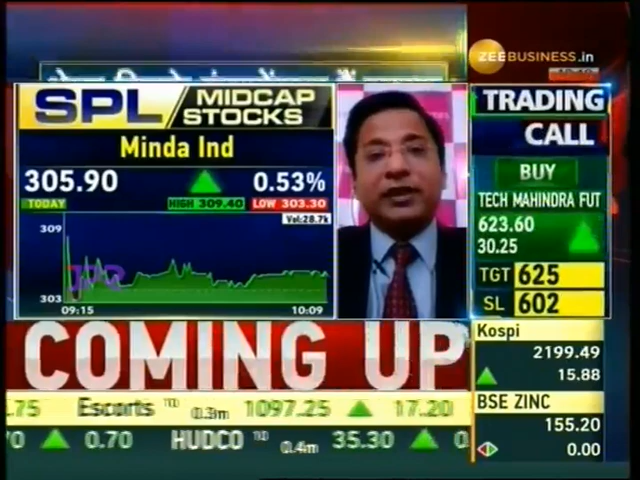 ZEEBUSINESS.in
SPL MIDCAP STOCKS
Minda Ind
305.90 0.53%
TODAY HIGH 309.40 LOW 303.30
Vol:28.7k
309
303
09:15 10:09
TRADING
CALL
BUY
TECH MAHINDRA FUT
623.60
30.25
TGT 625
SL 602
COMING UP
Kospi
2199.49
15.88
BSE ZINC
155.20
0.00
.75 Escorts TD 0.3m 1097.25 17.20
0.70 HUDCO TD 0.4m 35.30